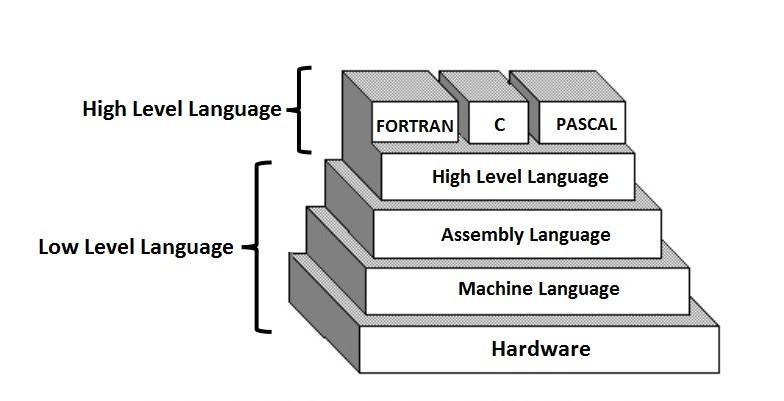 High Level Language
FORTRAN
C
PASCAL
High Level Language
Low Level Language
Assembly Language
Machine Language
Hardware